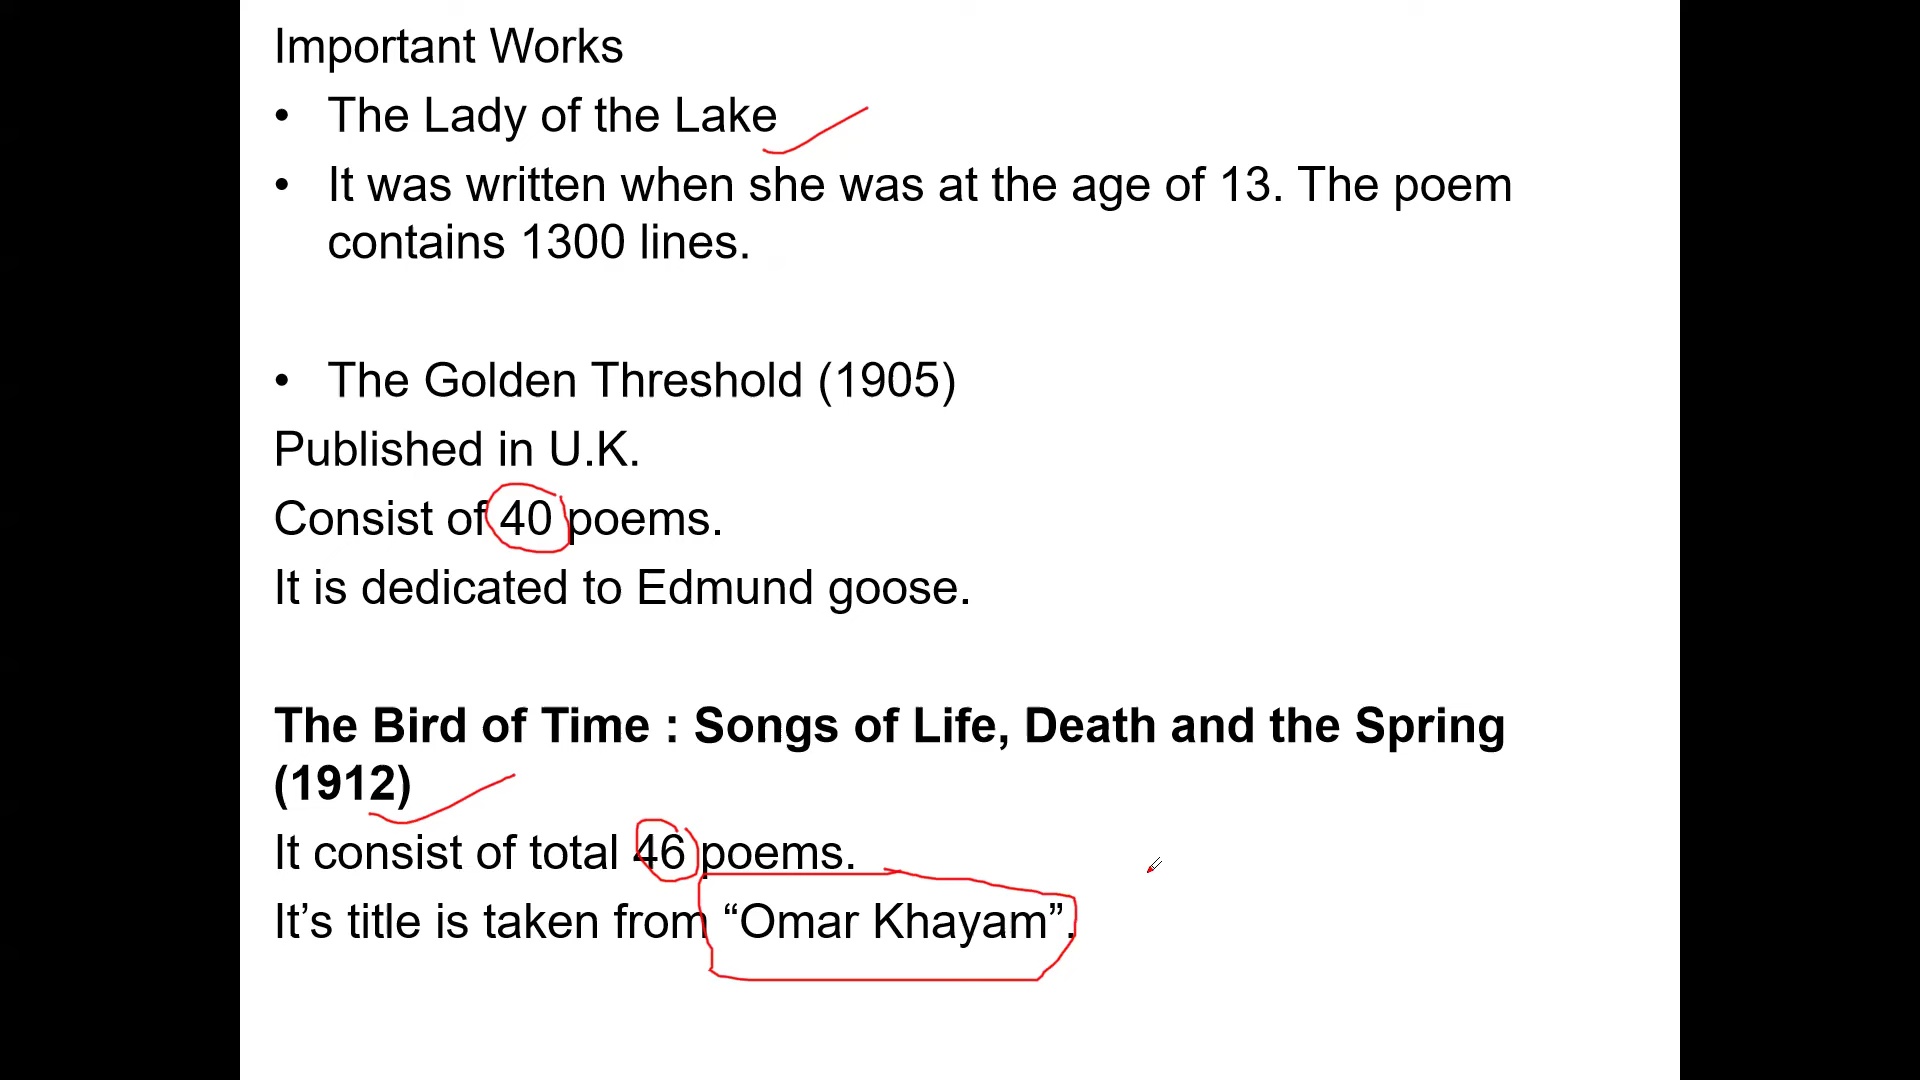 Important Works
• The Lady of the Lake
• It was written when she was at the age of 13. The poem
contains 1300 lines.
• The Golden Threshold (1905)
Published in U.K.
Consist of 40 poems.
It is dedicated to Edmund goose.
The Bird of Time : Songs of Life, Death and the Spring
(1912)
It consist of total 46 poems.
It’s title is taken from “Omar Khayam”.